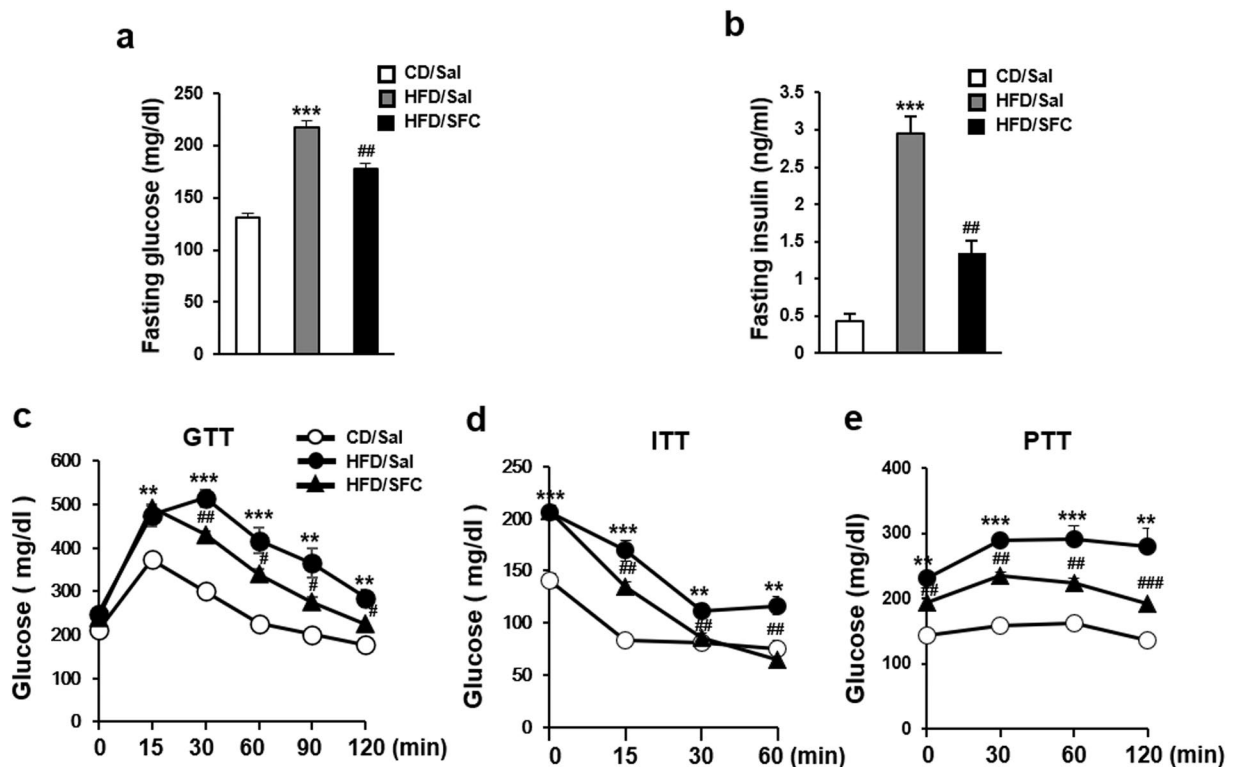 a
CD/Sal
HFD/Sal
HFD/SFC
Fasting glucose (mg/dl)
250
200
150
100
50
0
***
##
b
CD/Sal
HFD/Sal
HFD/SFC
Fasting insulin (ng/ml)
3.5
3
2.5
2
1.5
1
0.5
0
***
##
c
GTT
CD/Sal
HFD/Sal
HFD/SFC
Glucose ( mg/dl )
600
500
400
300
200
100
0
** *** *** ** **
## # # #
0 15 30 60 90 120 (min)
d
ITT
Glucose ( mg/dl )
250
200
150
100
50
0
*** *** ** **
## ## ##
0 15 30 60 (min)
e
PTT
Glucose ( mg/dl)
400
300
200
100
0
** *** *** **
## ## ## ###
0 30 60 120 (min)